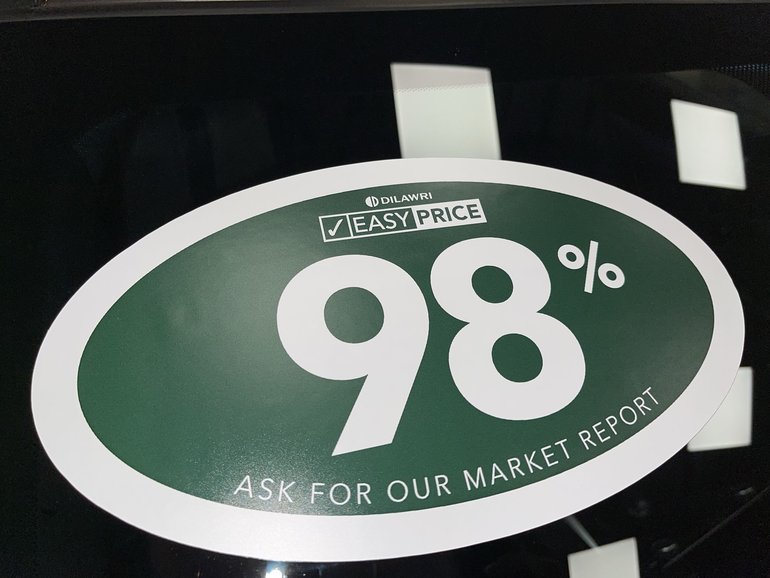 DILAWRI
✓ EASY PRICE
98%
ASK FOR OUR MARKET REPORT